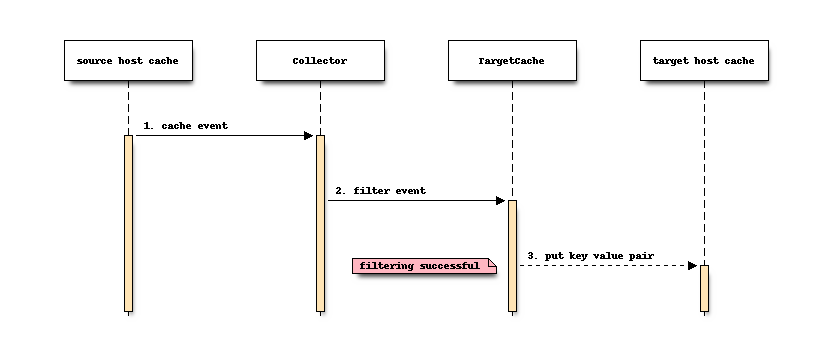 source host cache
Collector
TargetCache
target host cache
1. cache event
2. filter event
3. put key value pair
filtering successful